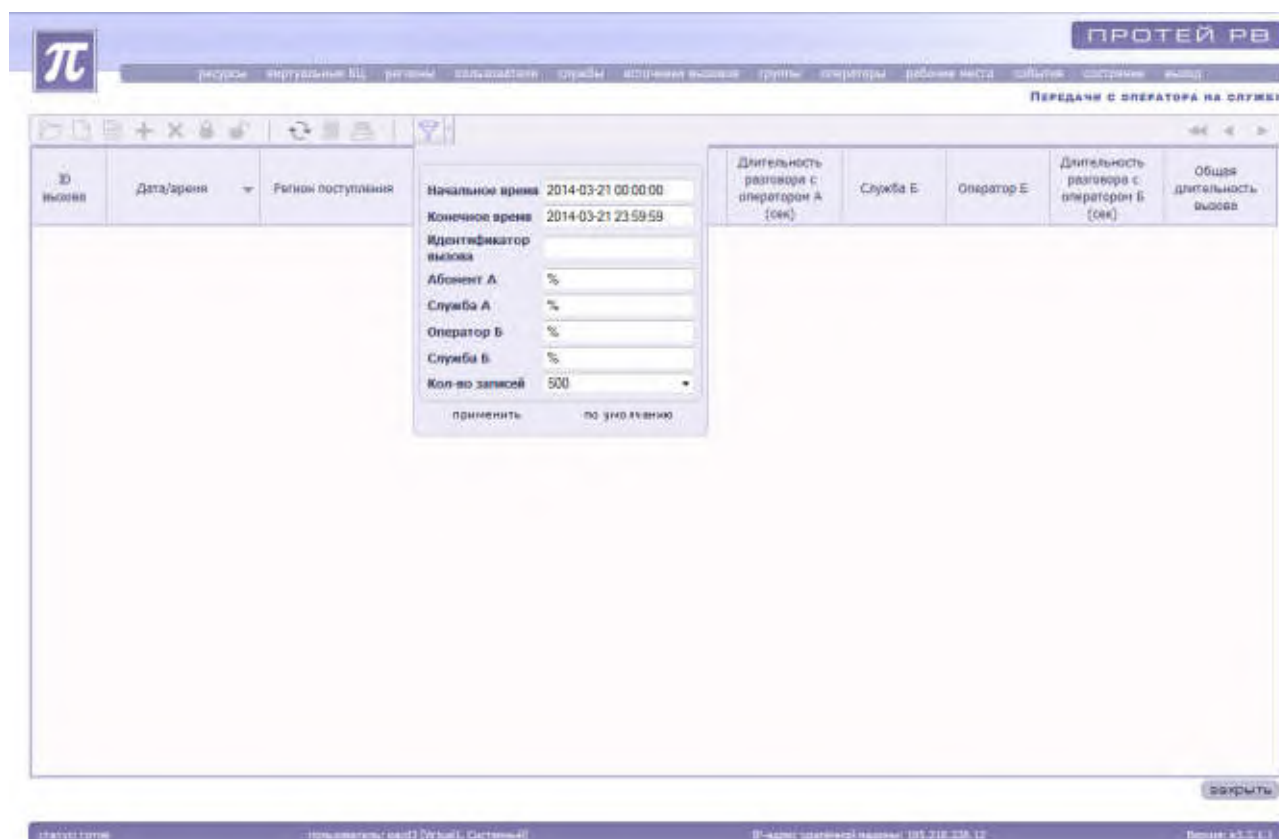 π
ПРОТЕЙ РВ
ресурсы виртуальные ВЦ регионы пользователи службы источники вызовов группы операторы рабочие места события состояние выход
ПЕРЕДАЧИ С ОПЕРАТОРА НА СЛУЖБУ
ID вызова
Дата/время
Регион поступления
Длительность разговора с оператором А (сек)
Служба Б
Оператор Б
Длительность разговора с оператором Б (сек)
Общая длительность вызова
Начальное время 2014-03-21 00:00:00
Конечное время 2014-03-21 23:59:59
Идентификатор вызова
Абонент А %
Служба А %
Оператор Б %
Служба Б %
Кол-во записей 500
применить по умолчанию
закрыть